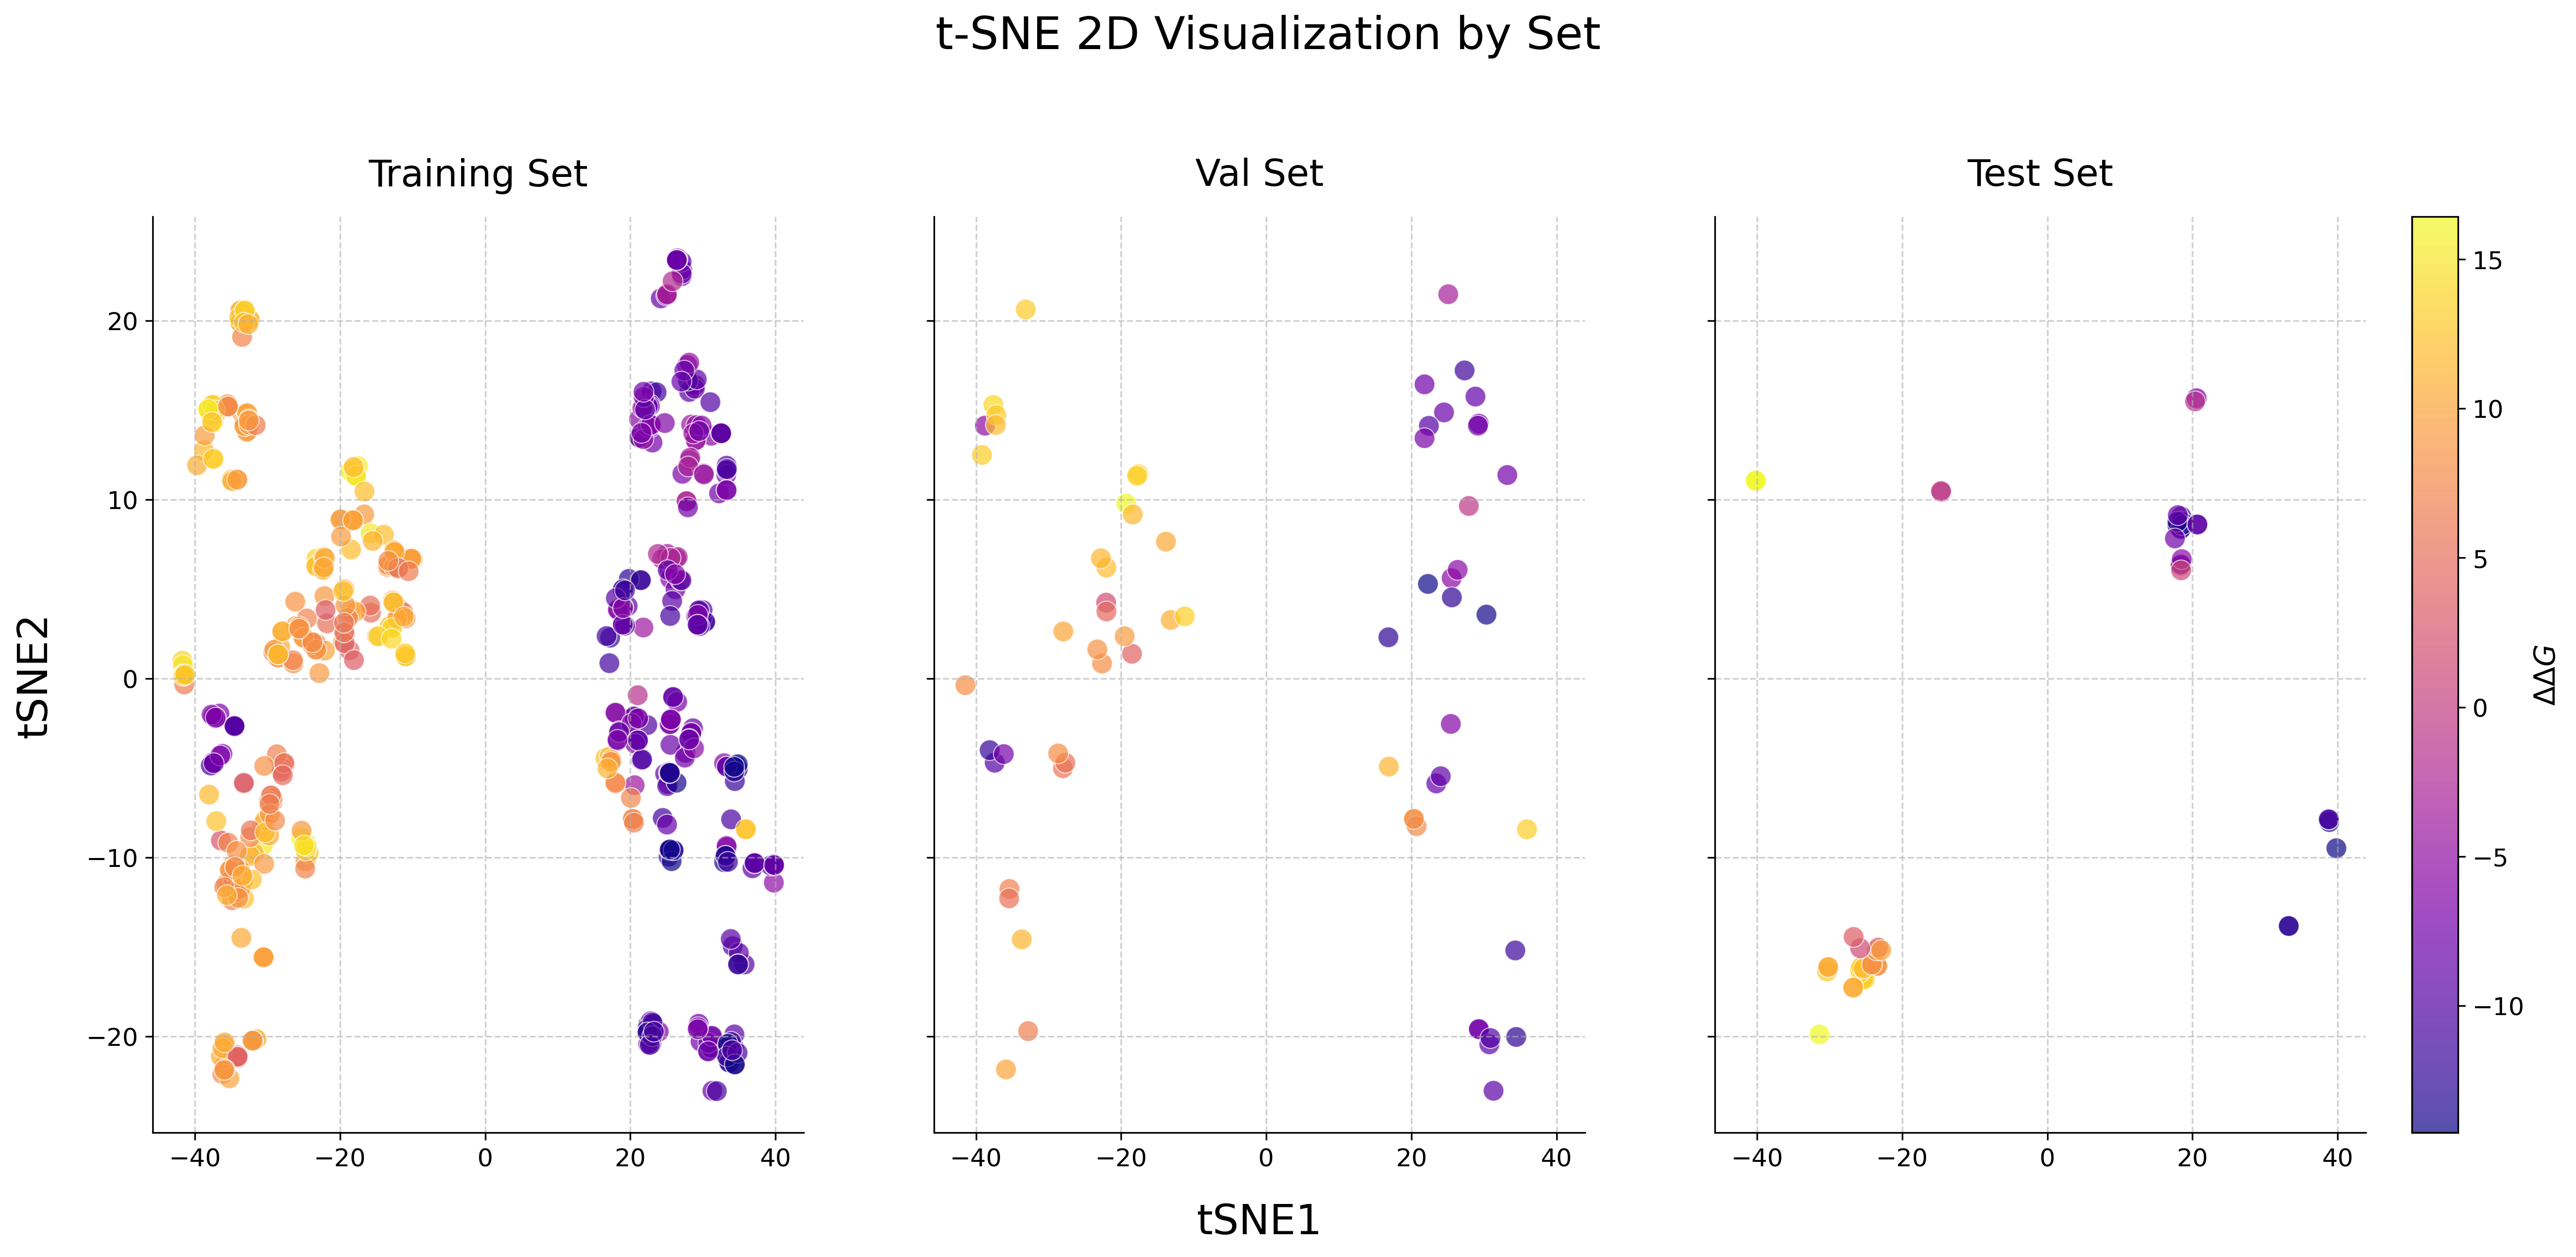 t-SNE 2D Visualization by Set
Training Set
Val Set
Test Set
tSNE2
20
10
0
−10
−20
−40 −20 0 20 40
−40 −20 0 20 40
−40 −20 0 20 40
tSNE1
15
10
5
0
−5
−10
ΔΔG